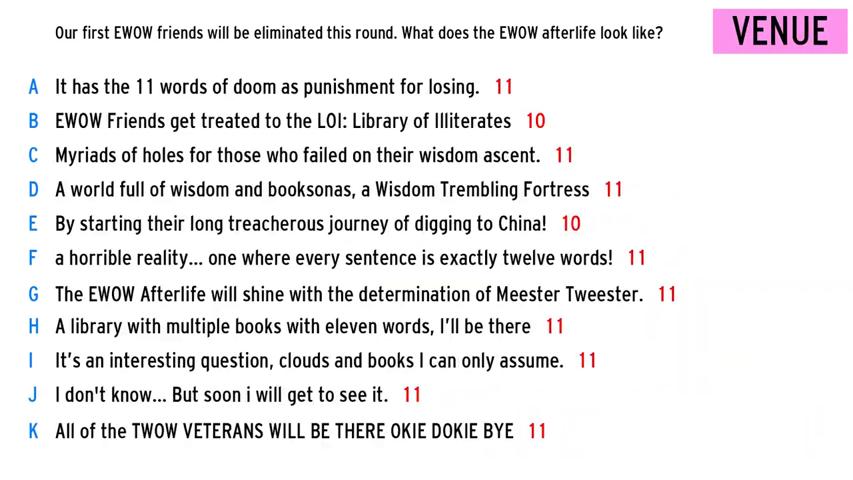 Our first EWOW friends will be eliminated this round. What does the EWOW afterlife look like?
VENUE
A It has the 11 words of doom as punishment for losing. 11
B EWOW Friends get treated to the LOI: Library of Illiterates 10
C Myriads of holes for those who failed on their wisdom ascent. 11
D A world full of wisdom and booksonas, a Wisdom Trembling Fortress 11
E By starting their long treacherous journey of digging to China! 10
F a horrible reality... one where every sentence is exactly twelve words! 11
G The EWOW Afterlife will shine with the determination of Meester Tweester. 11
H A library with multiple books with eleven words, I'll be there 11
I It's an interesting question, clouds and books I can only assume. 11
J I don't know... But soon i will get to see it. 11
K All of the TWOW VETERANS WILL BE THERE OKIE DOKIE BYE 11